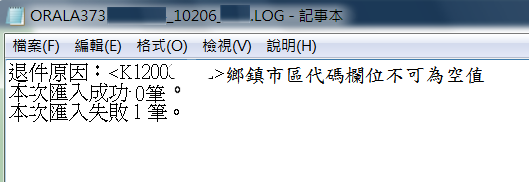 ORALA373 _10206_ .LOG - 記事本
檔案(F) 編輯(E) 格式(O) 檢視(V) 說明(H)
退件原因：<K1200 >鄉鎮市區代碼欄位不可為空值
本次匯入成功 0筆。
本次匯入失敗 1 筆。